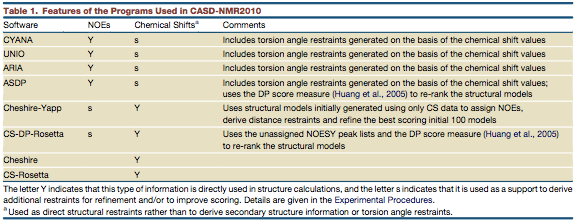 Table 1. Features of the Programs Used in CASD-NMR2010
Software NOEs Chemical Shiftsᵃ Comments
CYANA Y s Includes torsion angle restraints generated on the basis of the chemical shift values
UNIO Y s Includes torsion angle restraints generated on the basis of the chemical shift values
ARIA Y s Includes torsion angle restraints generated on the basis of the chemical shift values
ASDP Y s Includes torsion angle restraints generated on the basis of the chemical shift values;
uses the DP score measure (Huang et al., 2005) to re-rank the structural models
Cheshire-Yapp s Y Uses structural models initially generated using only CS data to assign NOEs,
derive distance restraints and refine the best scoring initial 100 models
CS-DP-Rosetta s Y Uses the unassigned NOESY peak lists and the DP score measure (Huang et al., 2005)
to re-rank the structural models
Cheshire Y
CS-Rosetta Y
The letter Y indicates that this type of information is directly used in structure calculations, and the letter s indicates that it is used as a support to derive
additional restraints for refinement and/or to improve scoring. Details are given in the Experimental Procedures.
ᵃ Used as direct structural restraints rather than to derive secondary structure information or torsion angle restraints.